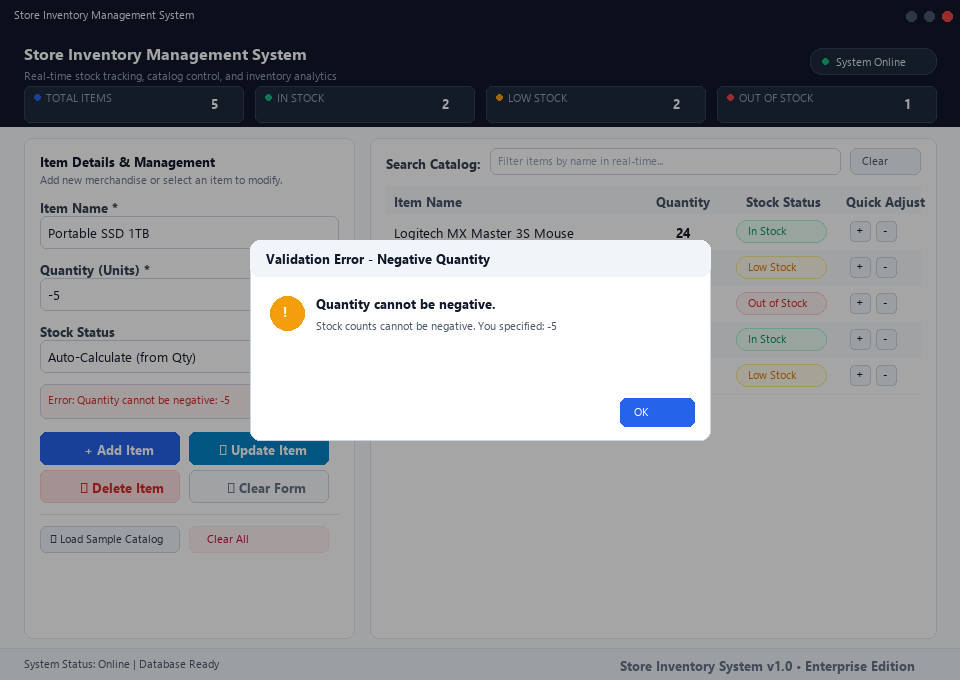 Store Inventory Management System
Store Inventory Management System
Real-time stock tracking, catalog control, and inventory analytics
System Online
TOTAL ITEMS 5
IN STOCK 2
LOW STOCK 2
OUT OF STOCK 1
Item Details & Management
Add new merchandise or select an item to modify.
Item Name *
Portable SSD 1TB
Quantity (Units) *
-5
Stock Status
Auto-Calculate (from Qty)
Error: Quantity cannot be negative: -5
+ Add Item
Update Item
Delete Item
Clear Form
Load Sample Catalog
Clear All
Search Catalog:
Filter items by name in real-time...
Clear
Item Name Quantity Stock Status Quick Adjust
Logitech MX Master 3S Mouse 24 In Stock + -
Low Stock + -
Out of Stock + -
In Stock + -
Low Stock + -
Validation Error - Negative Quantity
!
Quantity cannot be negative.
Stock counts cannot be negative. You specified: -5
OK
System Status: Online | Database Ready
Store Inventory System v1.0 • Enterprise Edition